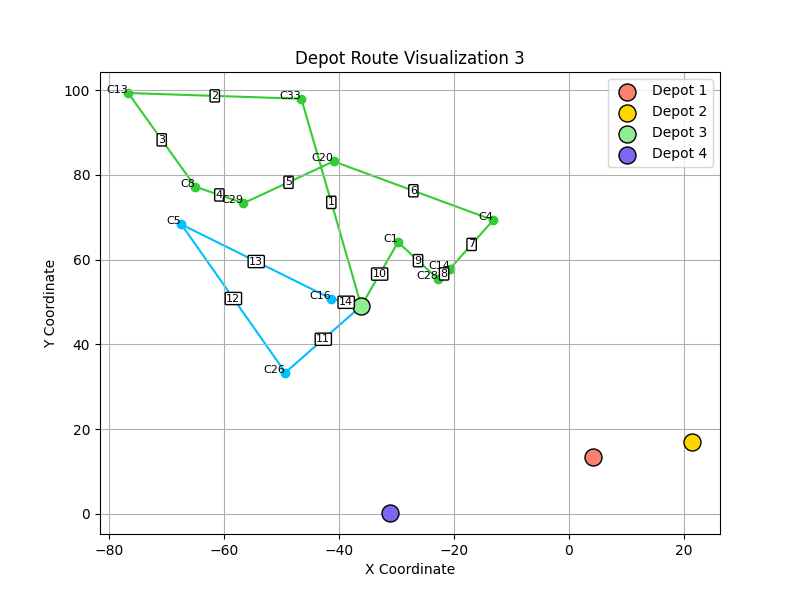 Depot Route Visualization 3
Depot 1
Depot 2
Depot 3
Depot 4
Y Coordinate
100
80
60
40
20
0
C13
2
C33
3
C20
C8
4
C29
5
1
6
C4
C5
C1
7
13
10
9
C14
C28
8
12
C16
14
11
C26
−80
−60
−40
−20
0
20
X Coordinate